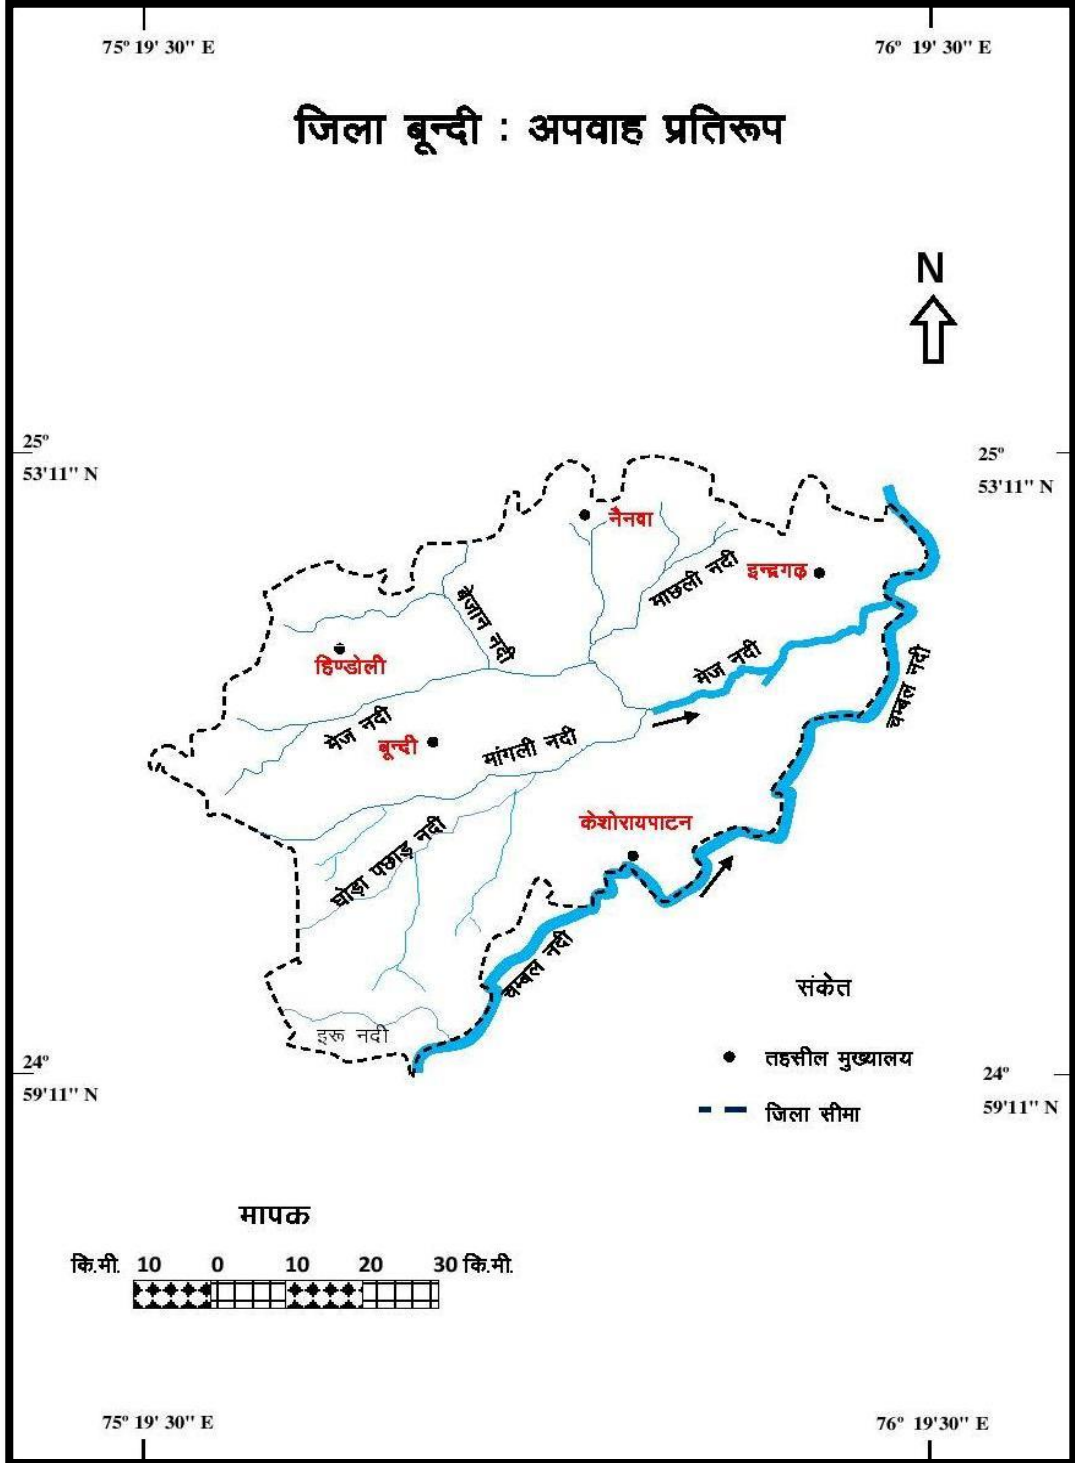 75º 19' 30" E
76º 19' 30" E
जिला बून्दी : अपवाह प्रतिरूप
N
25º
53'11" N
25º
53'11" N
नैनवा
माछली नदी
इन्द्रगढ़
बेजान नदी
हिण्डोली
मेज नदी
चम्बल नदी
मेज नदी
बून्दी
मांगली नदी
केशोरायपाटन
घोड़ा पछाड़ नदी
चम्बल नदी
संकेत
इरू नदी
तहसील मुख्यालय
24º
59'11" N
24º
59'11" N
जिला सीमा
मापक
कि.मी. 10 0 10 20 30 कि.मी.
75º 19' 30" E
76º 19'30" E